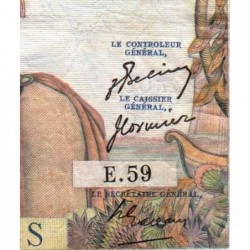 LE CONTROLEUR
GÉNÉRAL,
LE CAISSIER
GÉNÉRAL,
E.59
LE SECRÉTAIRE GÉNÉRAL,
S